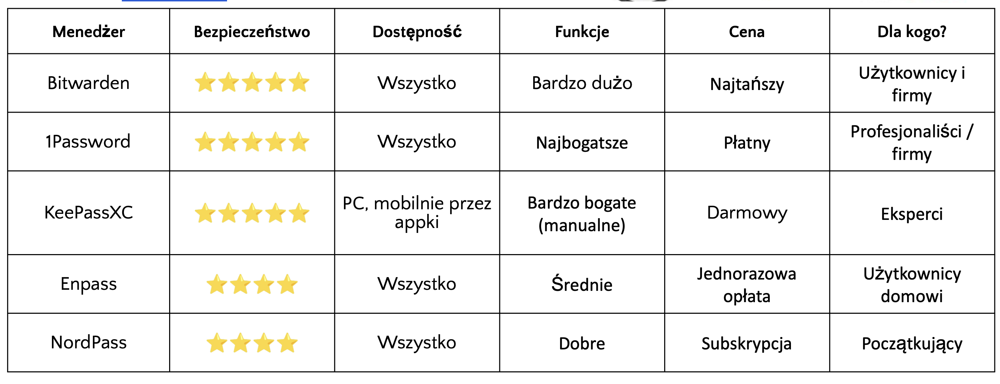 Menedżer Bezpieczeństwo Dostępność Funkcje Cena Dla kogo?
Bitwarden ⭐⭐⭐⭐⭐ Wszystko Bardzo dużo Najtańszy Użytkownicy i
firmy
1Password ⭐⭐⭐⭐⭐ Wszystko Najbogatsze Płatny Profesjonaliści /
firmy
KeePassXC ⭐⭐⭐⭐⭐ PC, mobilnie przez
appki
Bardzo bogate
(manualne)
Darmowy Eksperci
Enpass ⭐⭐⭐⭐ Wszystko Średnie Jednorazowa
opłata
Użytkownicy
domowi
NordPass ⭐⭐⭐⭐ Wszystko Dobre Subskrypcja Początkujący